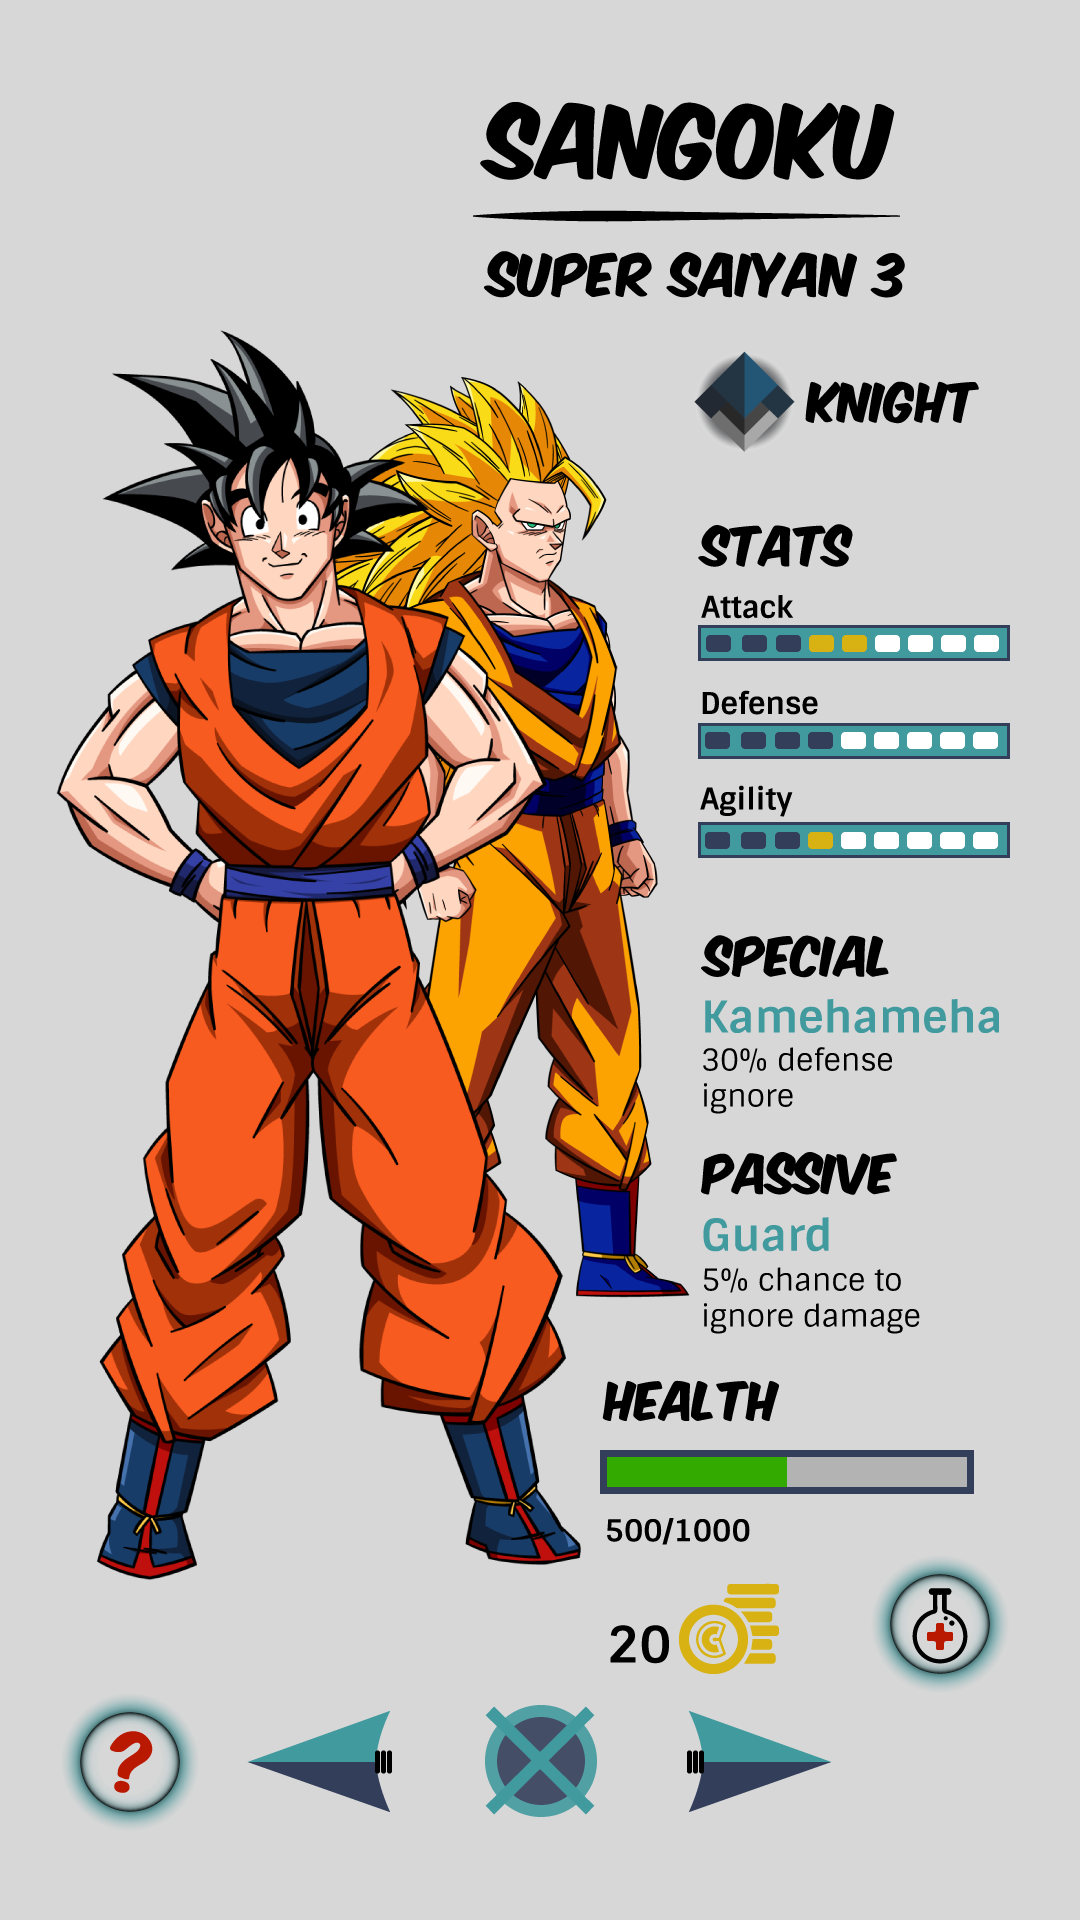 SANGOKU
SUPER SAIYAN 3
KNIGHT
STATS
Attack
Defense
Agility
SPECIAL
Kamehameha
30% defense
ignore
PASSIVE
Guard
5% chance to
ignore damage
HEALTH
500/1000
20
?